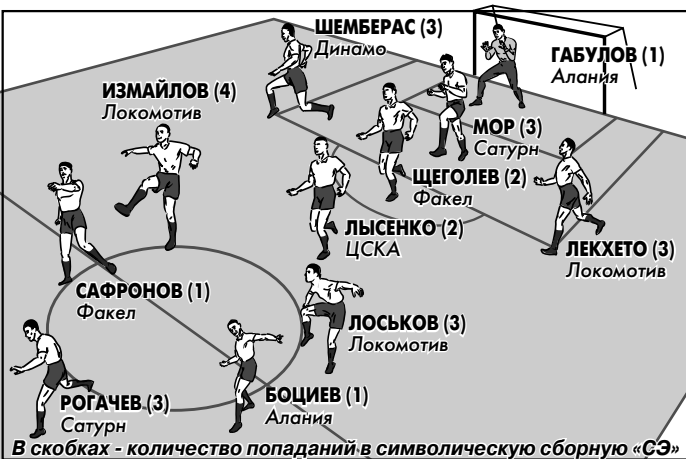 ШЕМБЕРАС (3)
Динамо
ГАБУЛОВ (1)
Алания
ИЗМАЙЛОВ (4)
Локомотив
МОР (3)
Сатурн
ЩЕГОЛЕВ (2)
Факел
ЛЫСЕНКО (2)
ЦСКА
ЛЕКХЕТО (3)
Локомотив
САФРОНОВ (1)
Факел
ЛОСЬКОВ (3)
Локомотив
РОГАЧЕВ (3)
Сатурн
БОЦИЕВ (1)
Алания
В скобках - количество попаданий в символическую сборную «СЭ»